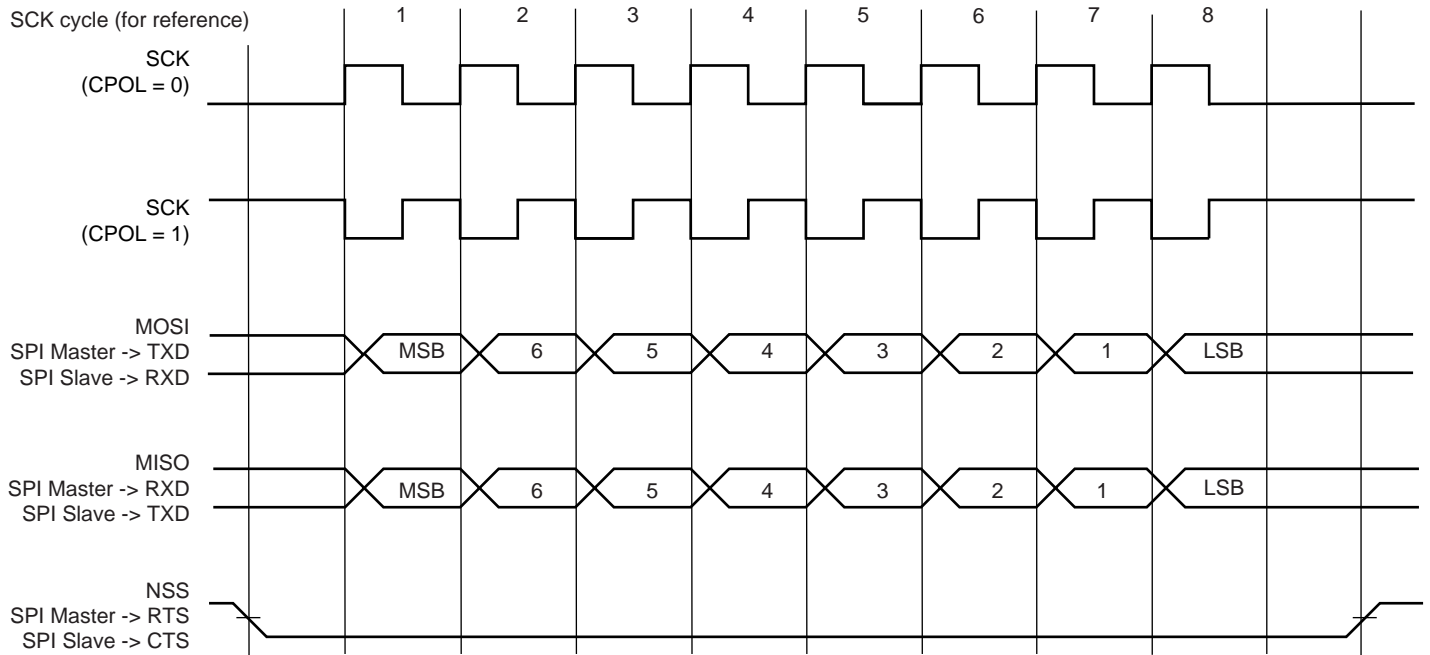 SCK cycle (for reference) 1 2 3 4 5 6 7 8
SCK
(CPOL = 0)
SCK
(CPOL = 1)
MOSI
SPI Master -> TXD
SPI Slave -> RXD
MSB 6 5 4 3 2 1 LSB
MISO
SPI Master -> RXD
SPI Slave -> TXD
MSB 6 5 4 3 2 1 LSB
NSS
SPI Master -> RTS
SPI Slave -> CTS